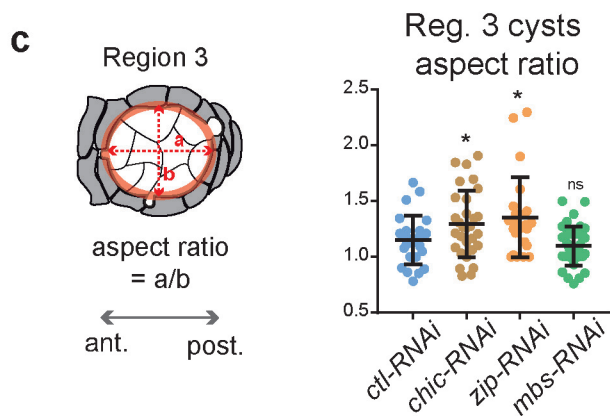 c
Region 3
a
b
aspect ratio
= a/b
ant. post.
Reg. 3 cysts
aspect ratio
2.5
2.0
1.5
1.0
0.5
*
*
ns
ctl-RNAi
chic-RNAi
zip-RNAi
mbs-RNAi